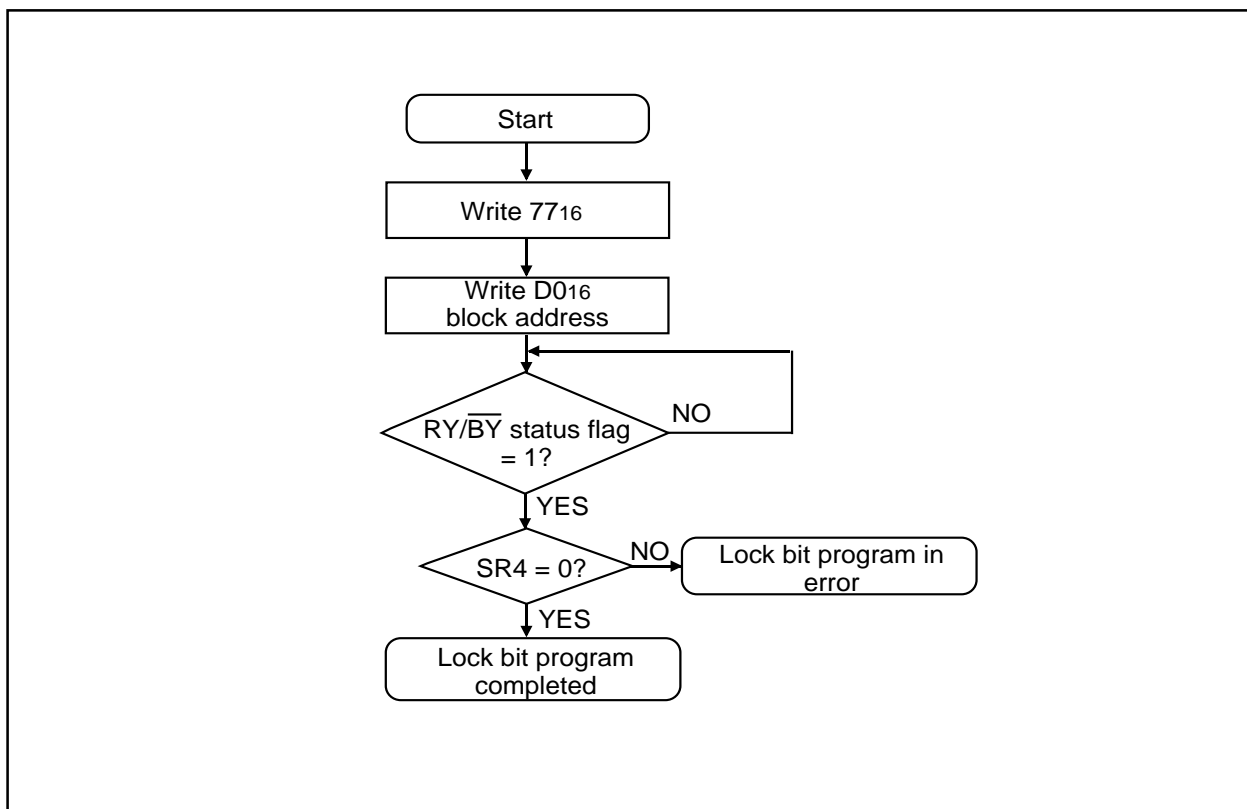 Start
Write 7716
Write D016
block address
NO
RY/B̅Y̅ status flag
= 1?
YES
SR4 = 0?
NO
Lock bit program in
error
YES
Lock bit program
completed